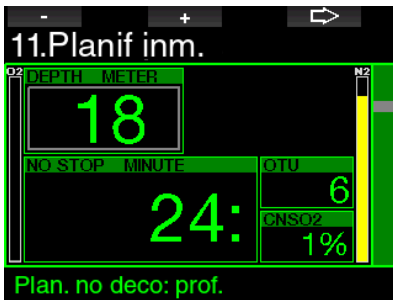 - +
11.Planif inm.
O2 DEPTH METER N2
18
NO STOP MINUTE OTU
6
24:
CNSO2
1%
Plan. no deco: prof.